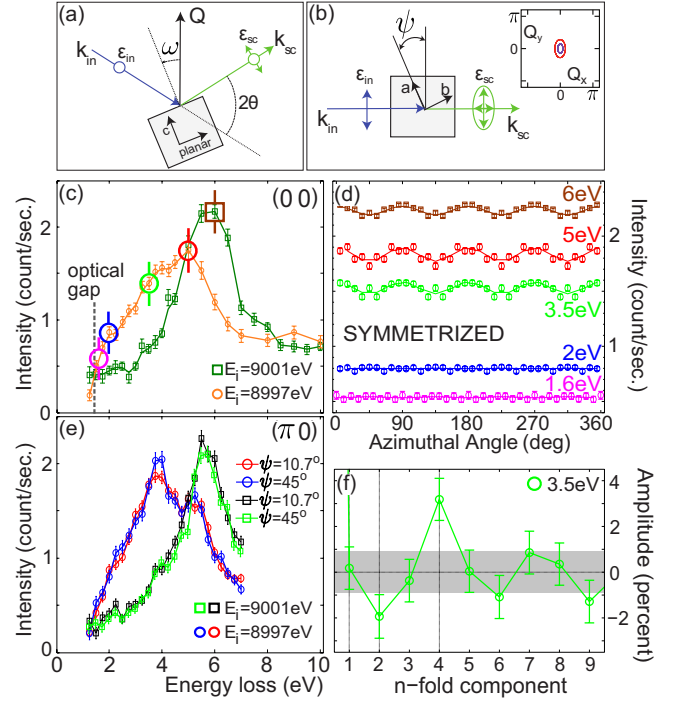 (a)
Q
ω
k_in
ε_in
ε_sc
k_sc
2θ
c
planar
(b)
ψ
ε_in
a
b
ε_sc
k_in
k_sc
π
Q_y
0
Q_x
0
π
(c)
(0 0)
2
1
0
Intensity (count/sec.)
optical
gap
E_i=9001eV
E_i=8997eV
(d)
6eV
5eV
3.5eV
SYMMETRIZED
2eV
1.6eV
2
1
Intensity (count/sec.)
0 90 180 270 360
Azimuthal Angle (deg)
(e)
(π 0)
2
1
0
Intensity (count/sec.)
ψ=10.7°
ψ=45°
ψ=10.7°
ψ=45°
E_i=9001eV
E_i=8997eV
0 2 4 6 8 10
Energy loss (eV)
(f)
3.5eV
4
2
0
−2
Amplitude (percent)
1 2 3 4 5 6 7 8 9
n-fold component